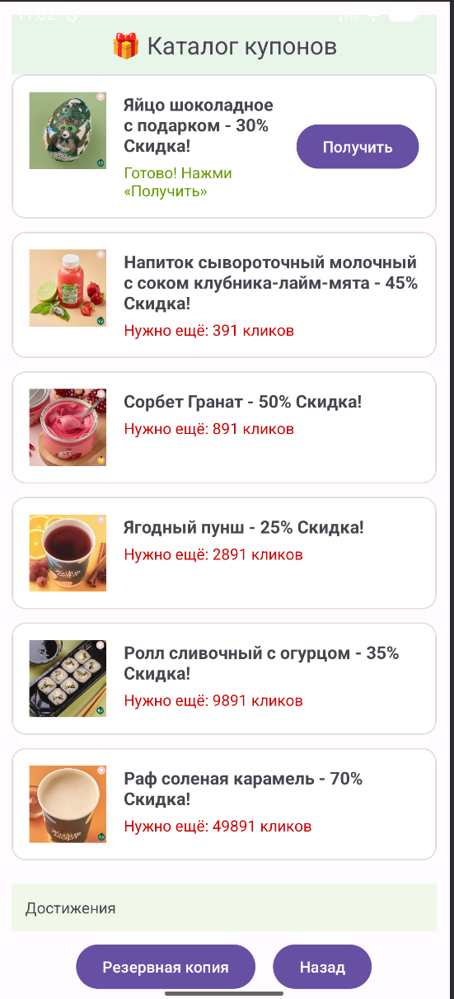 11:02
🎁 Каталог купонов
Яйцо шоколадное
с подарком - 30%
Скидка!
Готово! Нажми
«Получить»
Получить
Напиток сывороточный молочный
с соком клубника-лайм-мята - 45%
Скидка!
Нужно ещё: 391 кликов
Сорбет Гранат - 50% Скидка!
Нужно ещё: 891 кликов
Ягодный пунш - 25% Скидка!
Нужно ещё: 2891 кликов
Ролл сливочный с огурцом - 35%
Скидка!
Нужно ещё: 9891 кликов
Раф соленая карамель - 70%
Скидка!
Нужно ещё: 49891 кликов
Достижения
Резервная копия
Назад